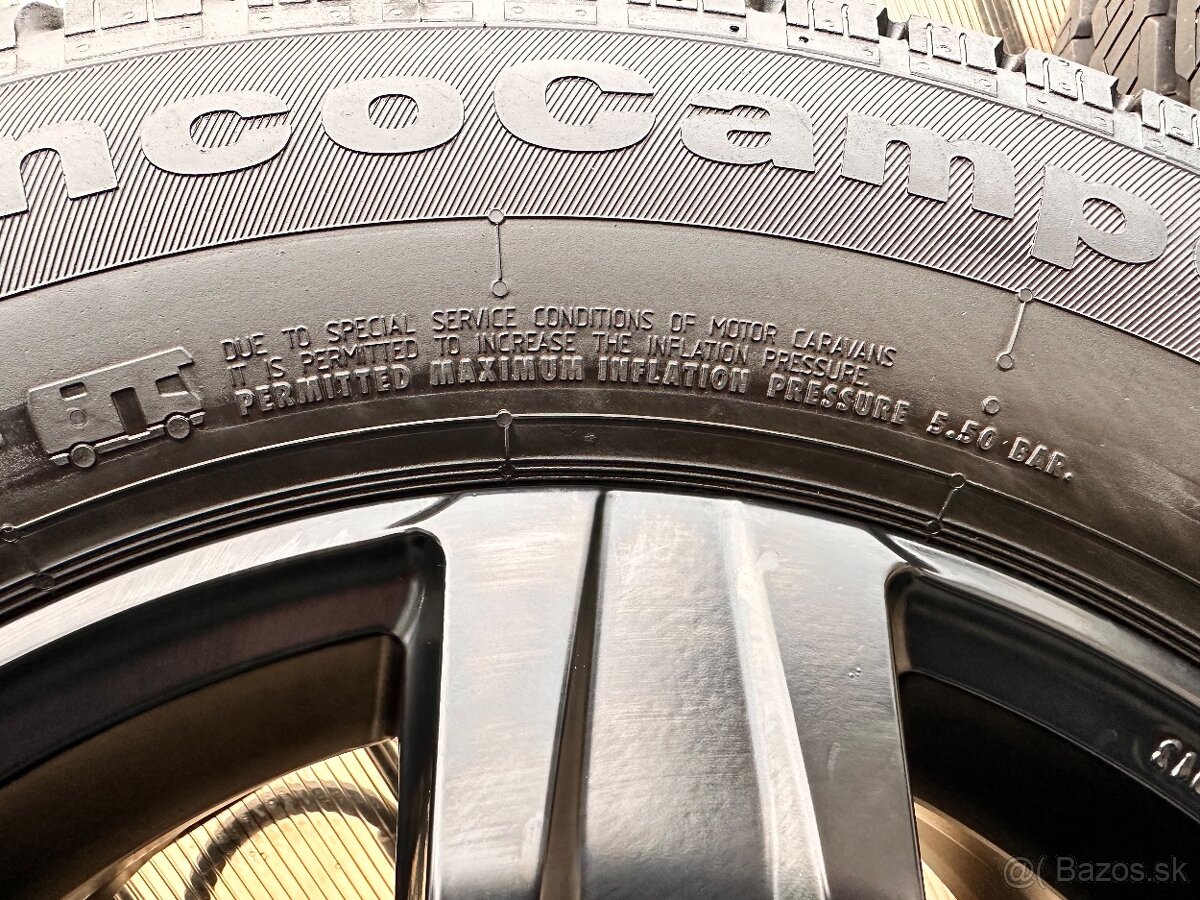 ncoCamp
DUE TO SPECIAL SERVICE CONDITIONS OF MOTOR CARAVANS
IT IS PERMITTED TO INCREASE THE INFLATION PRESSURE.
PERMITTED MAXIMUM INFLATION PRESSURE 5.50 BAR.
@( Bazos.sk